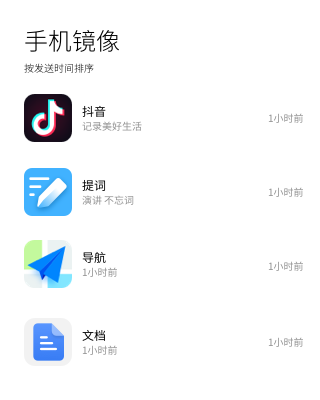 手机镜像
按发送时间排序
抖音
记录美好生活
1小时前
提词
演讲 不忘词
1小时前
导航
1小时前
1小时前
文档
1小时前
1小时前